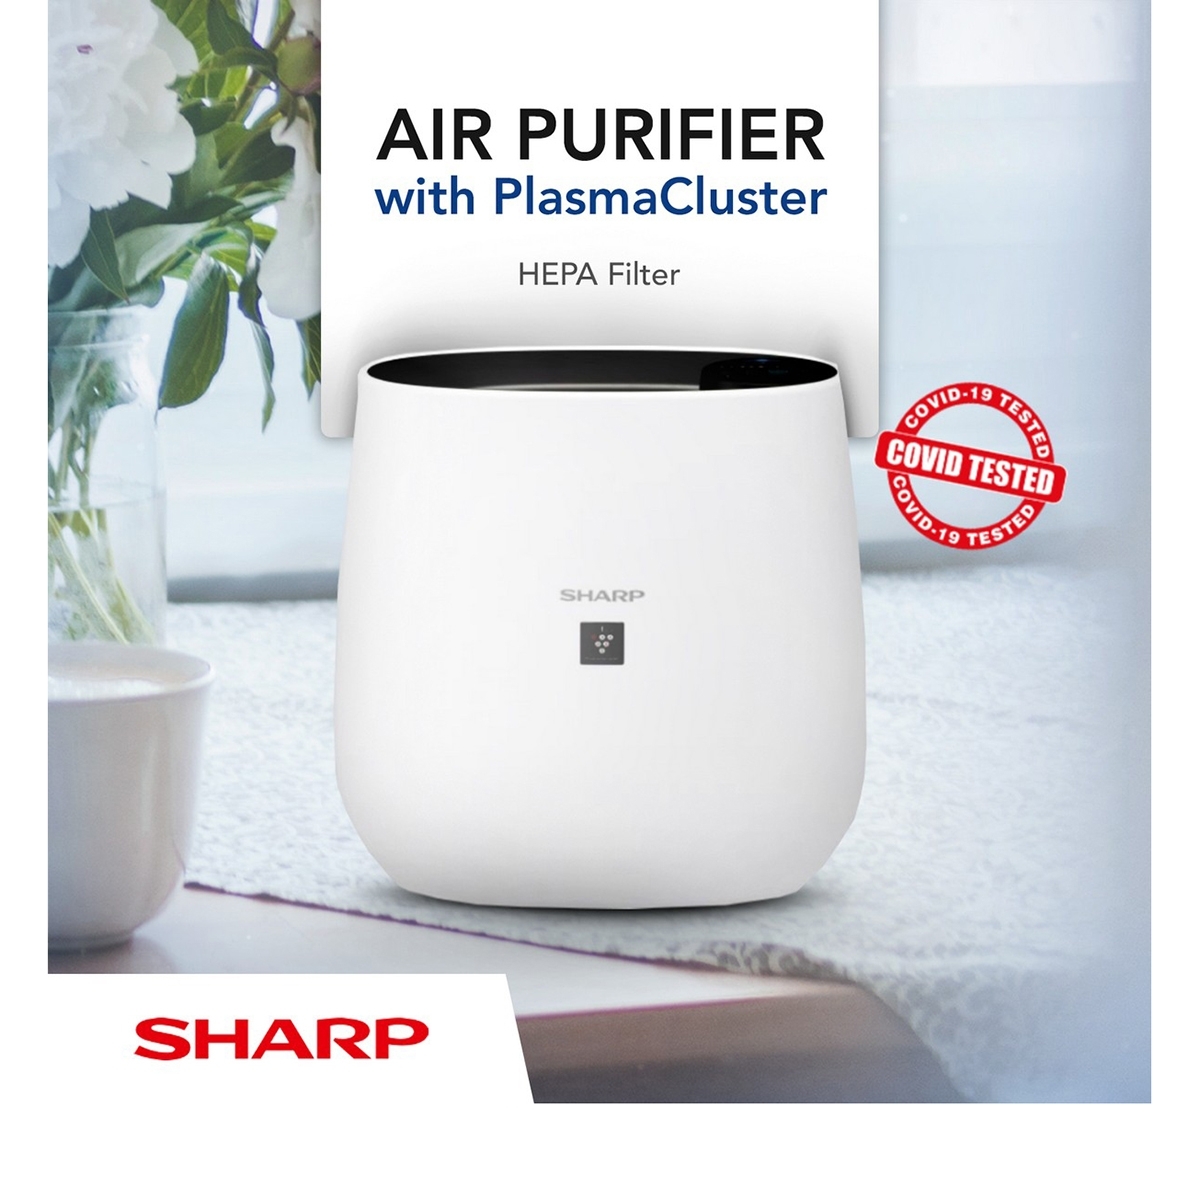 AIR PURIFIER
with PlasmaCluster
HEPA Filter
COVID-19 TESTED
COVID TESTED
COVID-19 TESTED
SHARP
SHARP